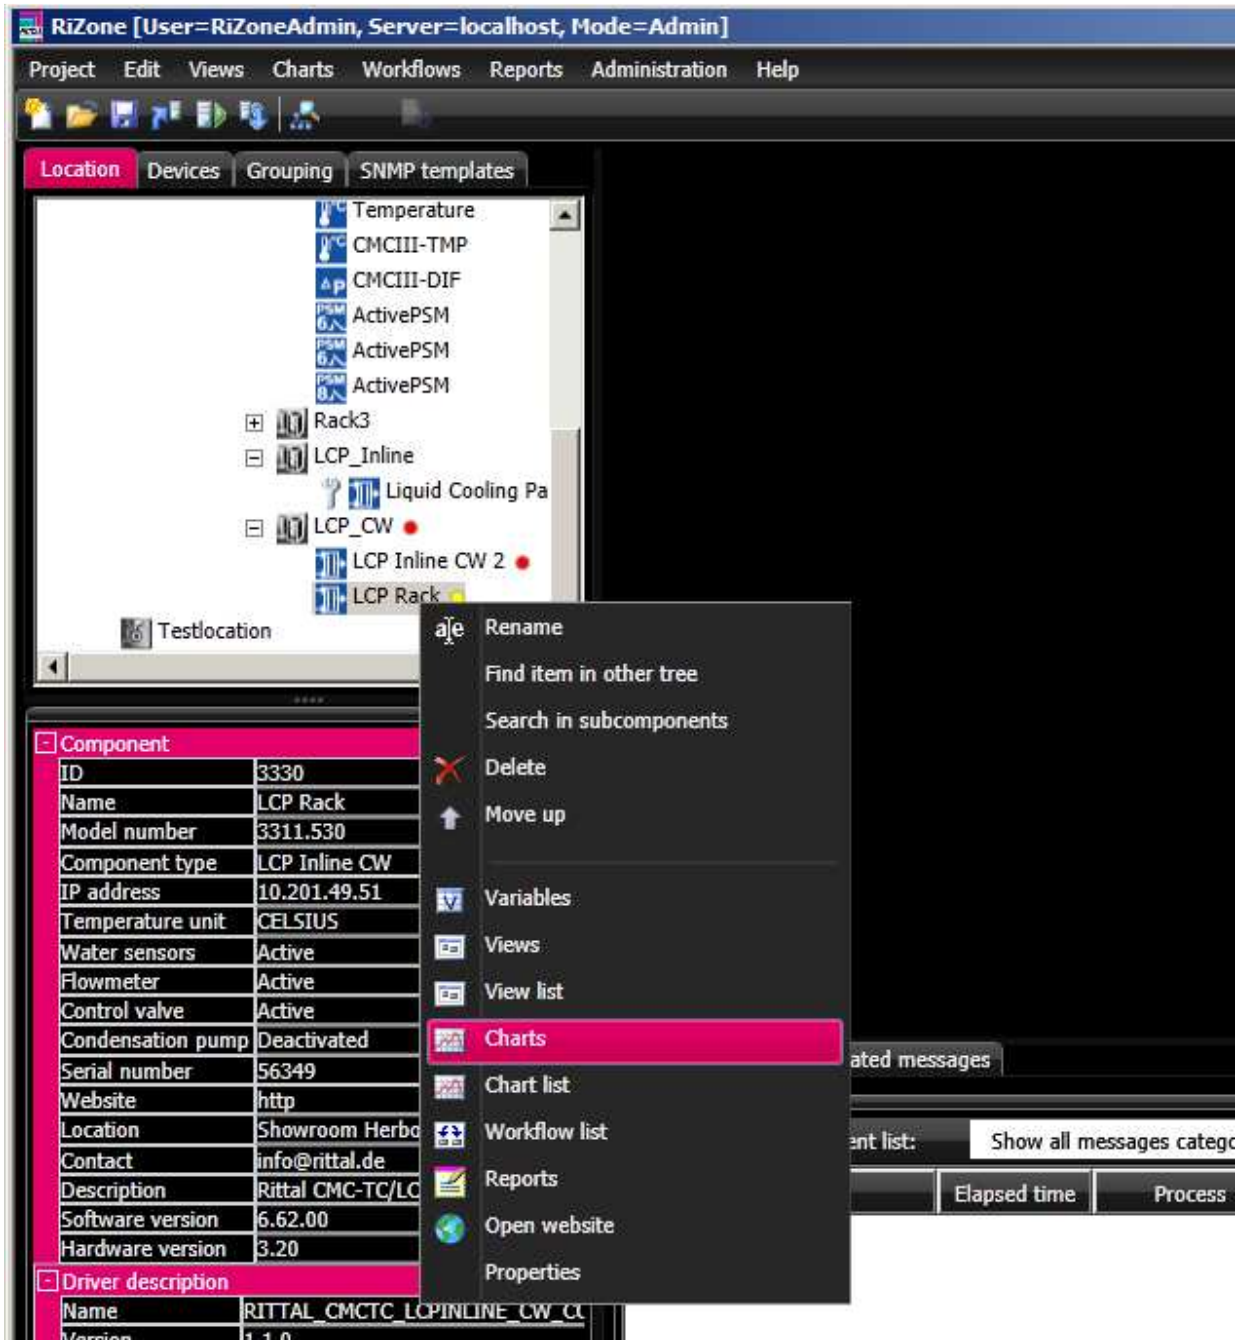 RiZone [User=RiZoneAdmin, Server=localhost, Mode=Admin]
Project Edit Views Charts Workflows Reports Administration Help
Location Devices Grouping SNMP templates
Temperature
CMCIII-TMP
CMCIII-DIF
ActivePSM
ActivePSM
ActivePSM
Rack3
LCP_Inline
Liquid Cooling Pa
LCP_CW
LCP Inline CW 2
LCP Rack
Testlocation
Rename
Find item in other tree
Search in subcomponents
Delete
Move up
Variables
Views
View list
Charts
Chart list
Workflow list
Reports
Open website
Properties
Component
ID 3330
Name LCP Rack
Model number 3311.530
Component type LCP Inline CW
IP address 10.201.49.51
Temperature unit CELSIUS
Water sensors Active
Flowmeter Active
Control valve Active
Condensation pump Deactivated
Serial number 56349
Website http
Location Showroom Herbo
Contact info@rittal.de
Description Rittal CMC-TC/LC
Software version 6.62.00
Hardware version 3.20
Driver description
Name RITTAL_CMCTC_LCPINLINE_CW_CO
Version 1.1.0
ated messages
ent list: Show all messages catego
Elapsed time Process